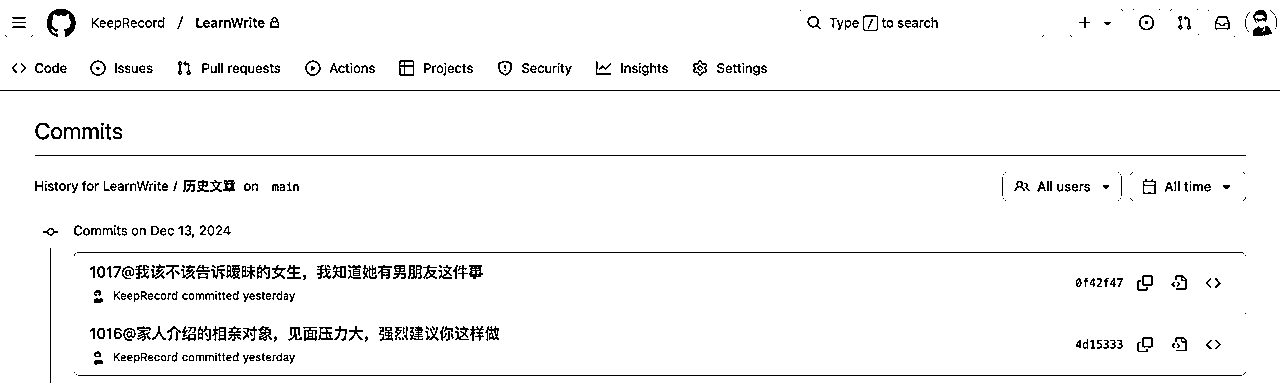 KeepRecord / LearnWrite
Type / to search
Code Issues Pull requests Actions Projects Security Insights Settings
Commits
History for LearnWrite / 历史文章 on main
All users
All time
Commits on Dec 13, 2024
1017@我该不该告诉暧昧的女生，我知道她有男朋友这件事
0f42f47
KeepRecord committed yesterday
1016@家人介绍的相亲对象，见面压力大，强烈建议你这样做
4d15333
KeepRecord committed yesterday